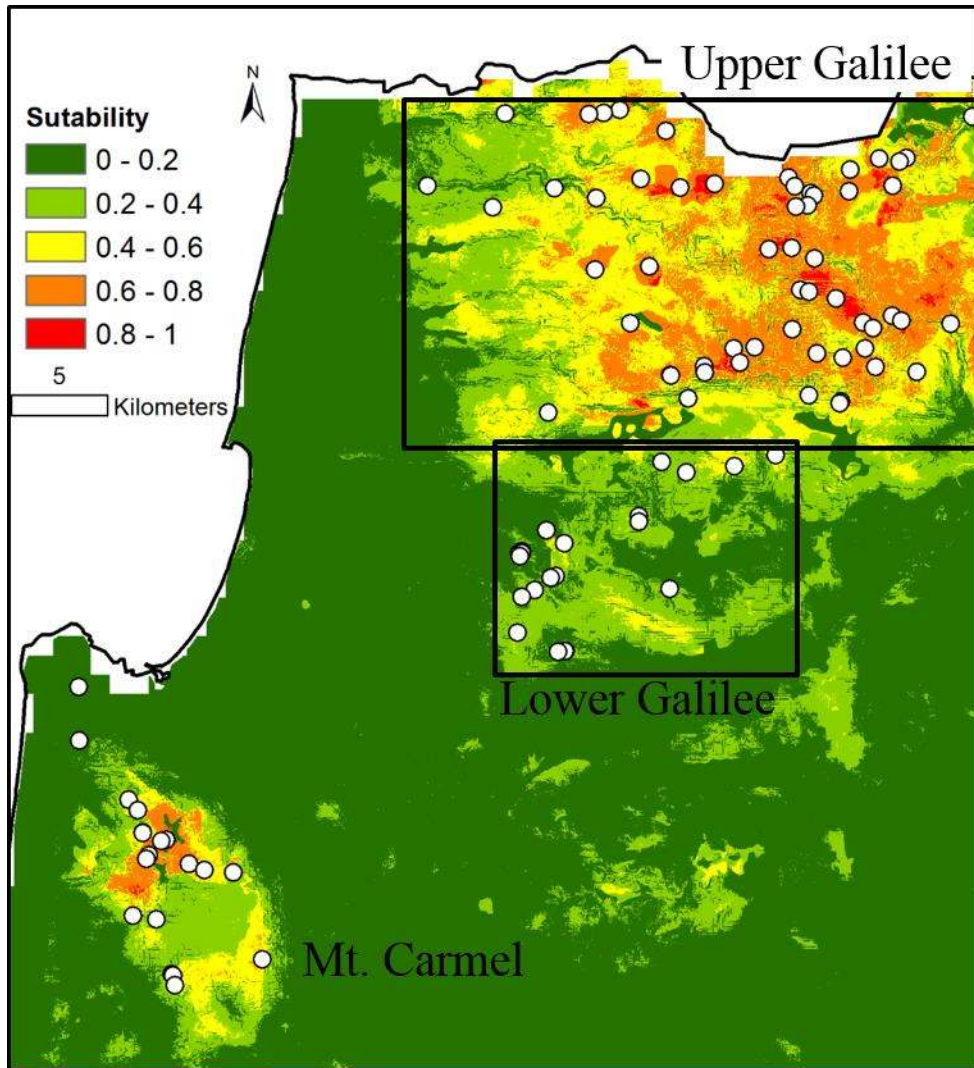 Upper Galilee
N
Sutability
0 - 0.2
0.2 - 0.4
0.4 - 0.6
0.6 - 0.8
0.8 - 1
5
Kilometers
Lower Galilee
Mt. Carmel